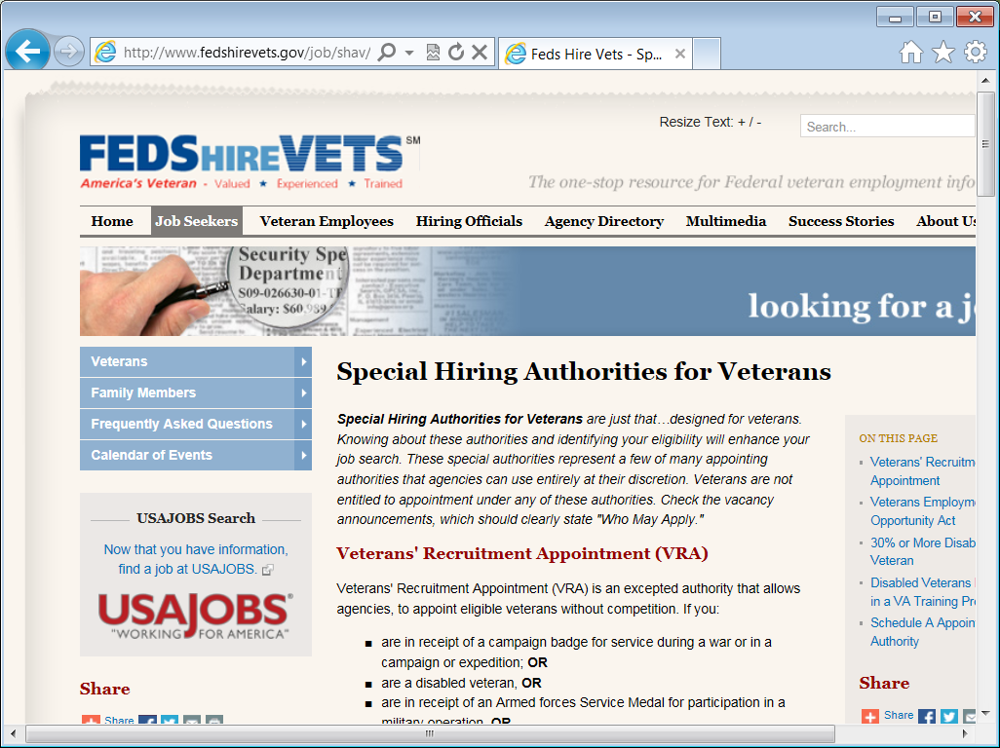 http://www.fedshirevets.gov/job/shav/
Feds Hire Vets - Sp...
Resize Text: + / -
Search...
FEDSHIREVETS SM
America's Veteran - Valued ★ Experienced ★ Trained
The one-stop resource for Federal veteran employment info
Home Job Seekers Veteran Employees Hiring Officials Agency Directory Multimedia Success Stories About Us
Security Spe
Department
S09-026630-01-TF
Salary: $60,989
looking for a j
Veterans
Family Members
Frequently Asked Questions
Calendar of Events
USAJOBS Search
Now that you have information,
find a job at USAJOBS.
USAJOBS®
"WORKING FOR AMERICA"
Share
Share
Special Hiring Authorities for Veterans
Special Hiring Authorities for Veterans are just that…designed for veterans.
Knowing about these authorities and identifying your eligibility will enhance your
job search. These special authorities represent a few of many appointing
authorities that agencies can use entirely at their discretion. Veterans are not
entitled to appointment under any of these authorities. Check the vacancy
announcements, which should clearly state "Who May Apply."
Veterans' Recruitment Appointment (VRA)
Veterans' Recruitment Appointment (VRA) is an excepted authority that allows
agencies, to appoint eligible veterans without competition. If you:
are in receipt of a campaign badge for service during a war or in a
campaign or expedition; OR
are a disabled veteran, OR
are in receipt of an Armed forces Service Medal for participation in a
military operation, OR
ON THIS PAGE
Veterans' Recruitm
Appointment
Veterans Employm
Opportunity Act
30% or More Disab
Veteran
Disabled Veterans
in a VA Training Pr
Schedule A Appoin
Authority
Share
Share